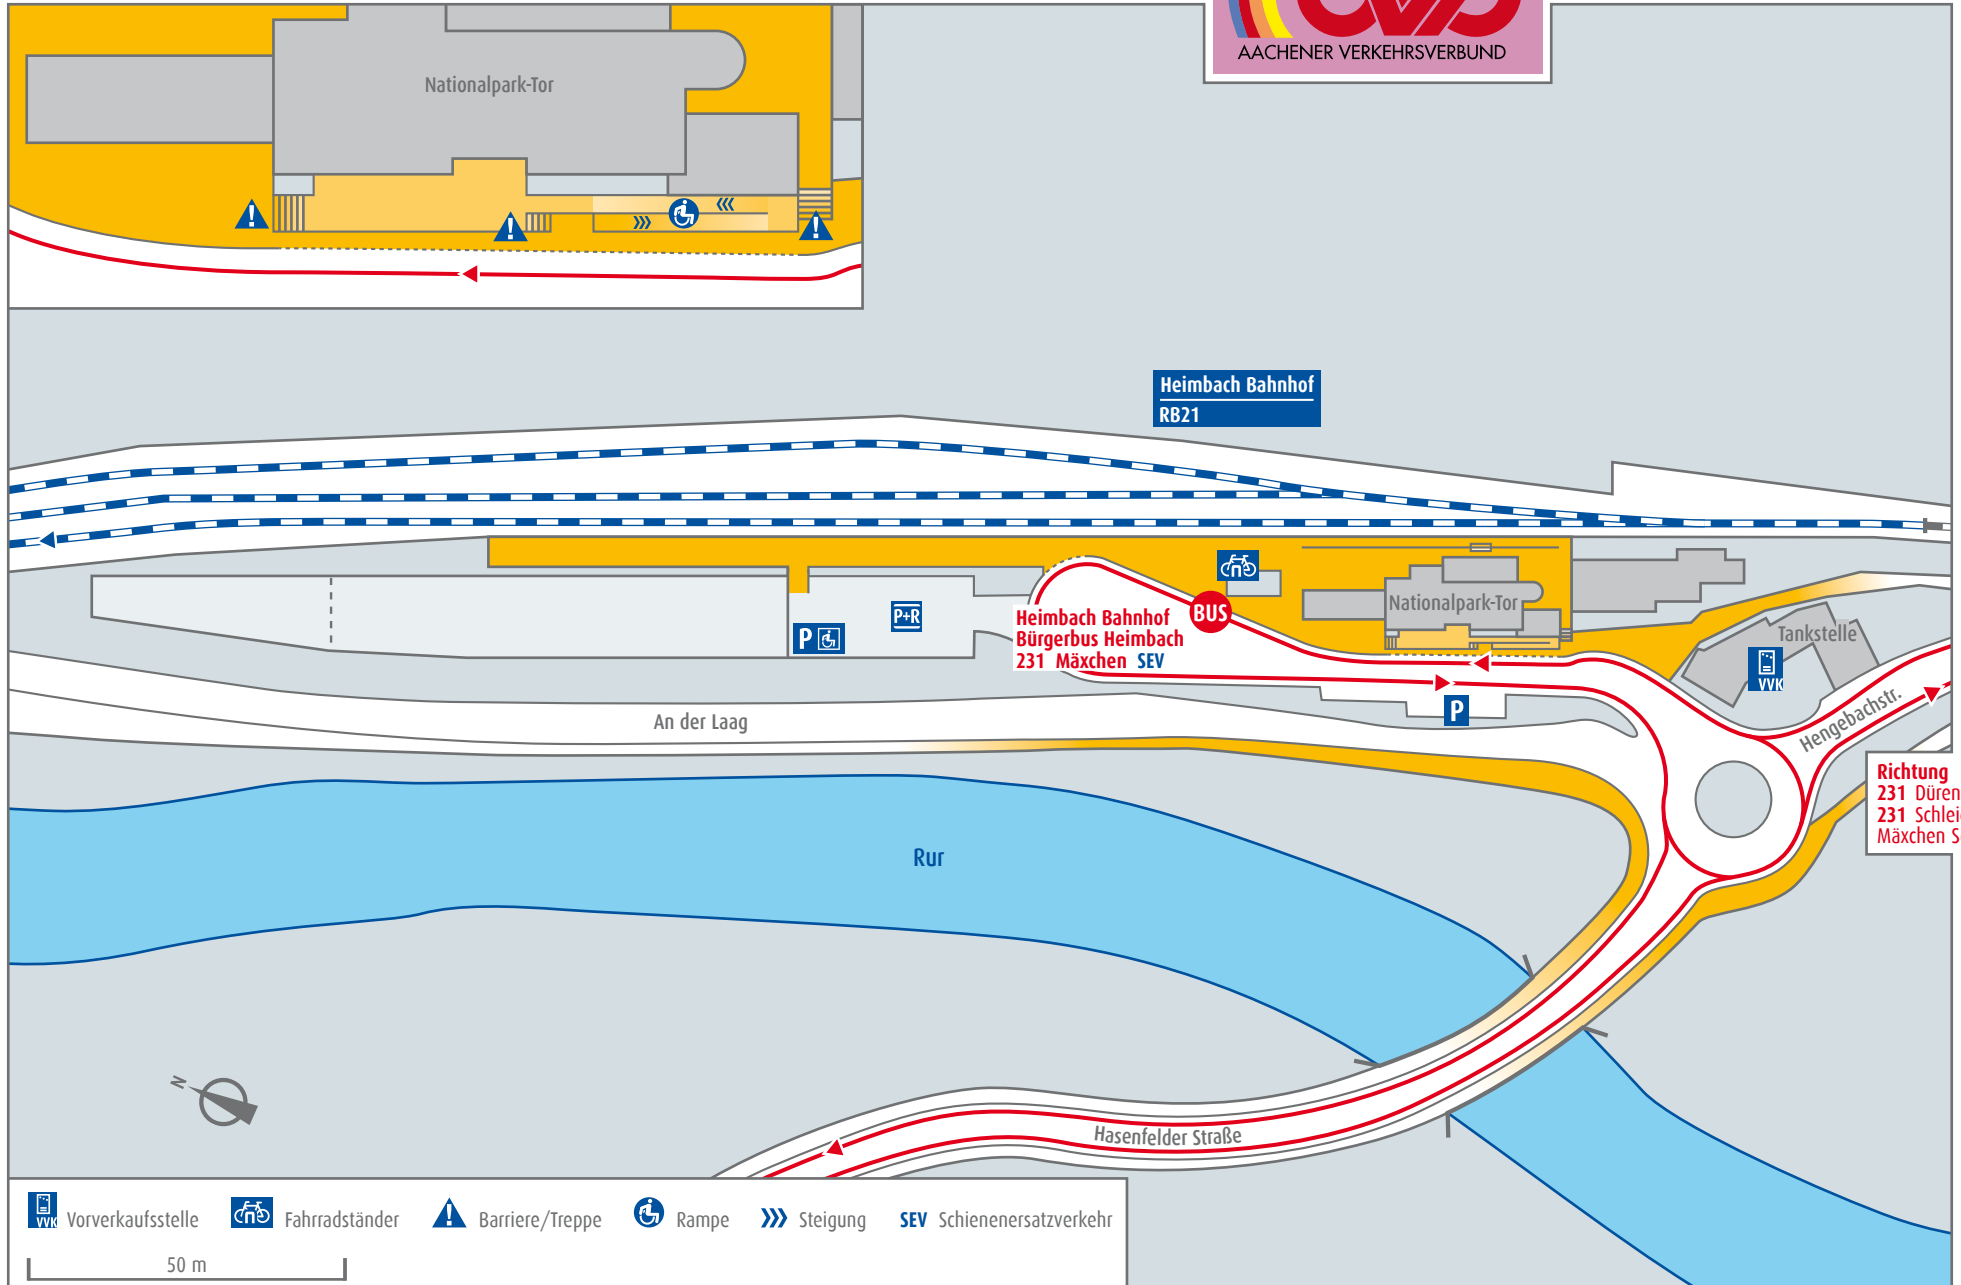 AACHENER VERKEHRSVERBUND
Nationalpark-Tor
Heimbach Bahnhof
RB21
P+R
P
Heimbach Bahnhof
Bürgerbus Heimbach
231 Mäxchen SEV
BUS
Nationalpark-Tor
Tankstelle
VVK
P
An der Laag
Hengebachstr.
Richtung
231 Düren
231
Mäxchen
Rur
Hasenfelder Straße
N
VVK Vorverkaufsstelle
Fahrradständer
! Barriere/Treppe
Rampe
Steigung
SEV Schienenersatzverkehr
50 m
!
!
!